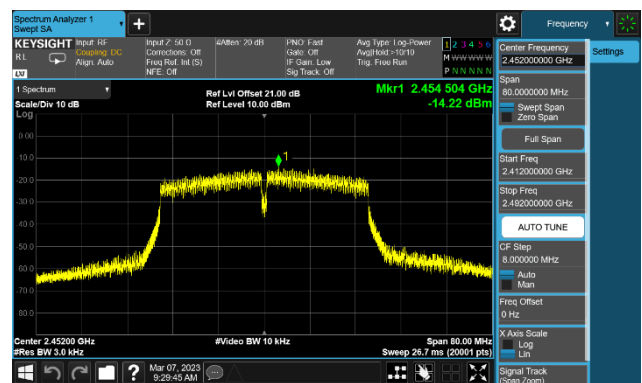 Spectrum Analyzer 1
Swept SA
+
Frequency
KEYSIGHT
RL
LXI
Input: RF
Coupling: DC
Align: Auto
Input Z: 50 Ω
Corrections: Off
Freq Ref: Int (S)
NFE: Off
#Atten: 20 dB
PNO: Fast
Gate: Off
IF Gain: Low
Sig Track: Off
Avg Type: Log-Power
Avg|Hold:>10/10
Trig: Free Run
1 2 3 4 5 6
M W W W W W
P N N N N N
1 Spectrum
Scale/Div 10 dB
Log
Ref Lvl Offset 21.00 dB
Ref Level 10.00 dBm
Mkr1 2.454 504 GHz
-14.22 dBm
0.00
-10.0
-20.0
-30.0
-40.0
-50.0
-60.0
-70.0
-80.0
1
Center 2.45200 GHz
#Res BW 3.0 kHz
#Video BW 10 kHz
Span 80.00 MHz
Sweep 26.7 ms (20001 pts)
Mar 07, 2023
9:29:45 AM
Center Frequency
2.452000000 GHz
Settings
Span
80.0000000 MHz
Swept Span
Zero Span
Full Span
Start Freq
2.412000000 GHz
Stop Freq
2.492000000 GHz
AUTO TUNE
CF Step
8.000000 MHz
Auto
Man
Freq Offset
0 Hz
X Axis Scale
Log
Lin
Signal Track
(Span Zoom)